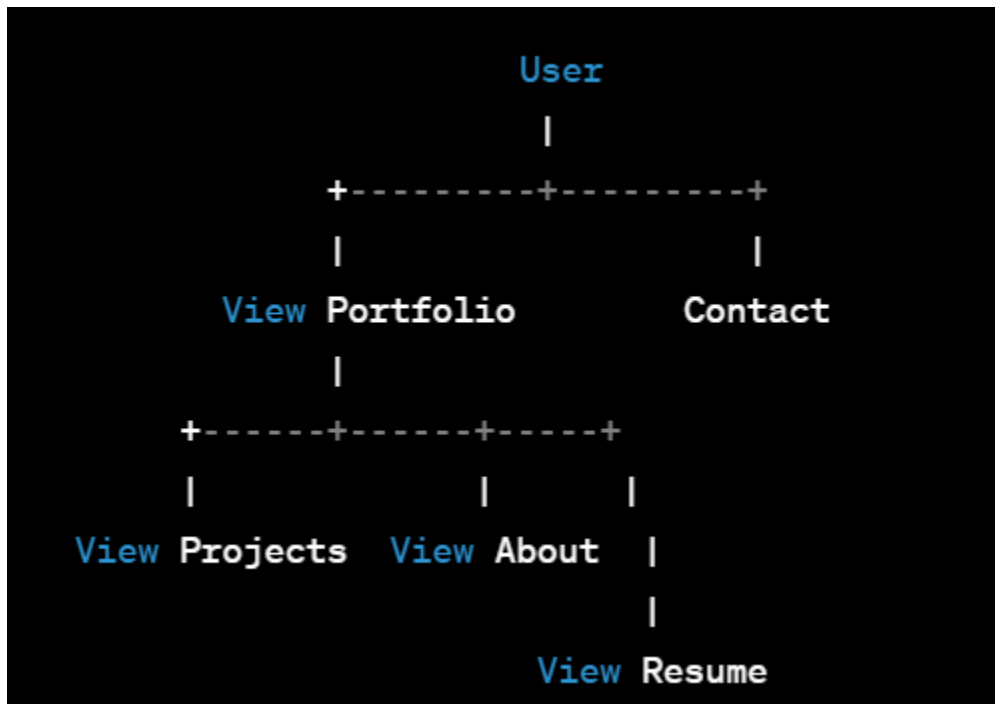 User
|
+---------+---------+
| |
View Portfolio Contact
|
+------+------+-----+
| | |
View Projects View About |
|
View Resume